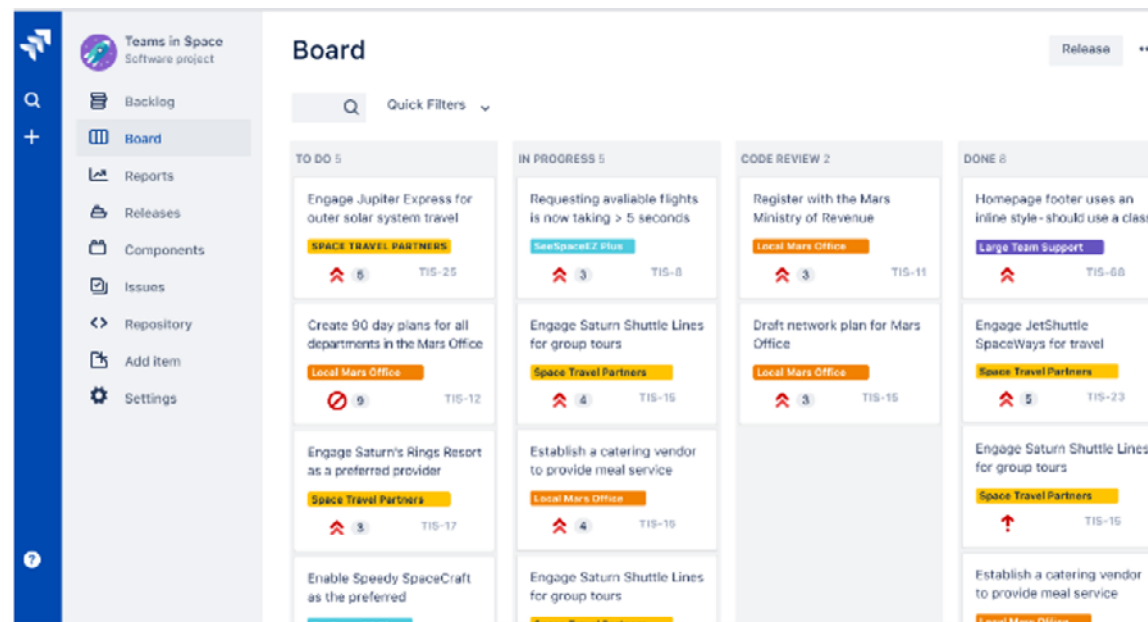 Teams in Space
Software project
Backlog
Board
Reports
Releases
Components
Issues
Repository
Add item
Settings
?
Board
Release
Quick Filters
TO DO 5
Engage Jupiter Express for
outer solar system travel
SPACE TRAVEL PARTNERS
5 TIS-25
Create 90 day plans for all
departments in the Mars Office
Local Mars Office
9 TIS-12
Engage Saturn's Rings Resort
as a preferred provider
Space Travel Partners
3 TIS-17
Enable Speedy SpaceCraft
as the preferred
IN PROGRESS 5
Requesting avaliable flights
is now taking > 5 seconds
SeeSpaceEZ Plus
3 TIS-8
Engage Saturn Shuttle Lines
for group tours
Space Travel Partners
4 TIS-15
Establish a catering vendor
to provide meal service
Local Mars Office
4 TIS-15
Engage Saturn Shuttle Lines
for group tours
Space Travel Partners
CODE REVIEW 2
Register with the Mars
Ministry of Revenue
Local Mars Office
3 TIS-11
Draft network plan for Mars
Office
Local Mars Office
3 TIS-15
DONE 8
Homepage footer uses an
inline style-should use a class
Large Team Support
TIS-68
Engage JetShuttle
SpaceWays for travel
Space Travel Partners
5 TIS-23
Engage Saturn Shuttle Lines
for group tours
Space Travel Partners
TIS-15
Establish a catering vendor
to provide meal service
Local Mars Office